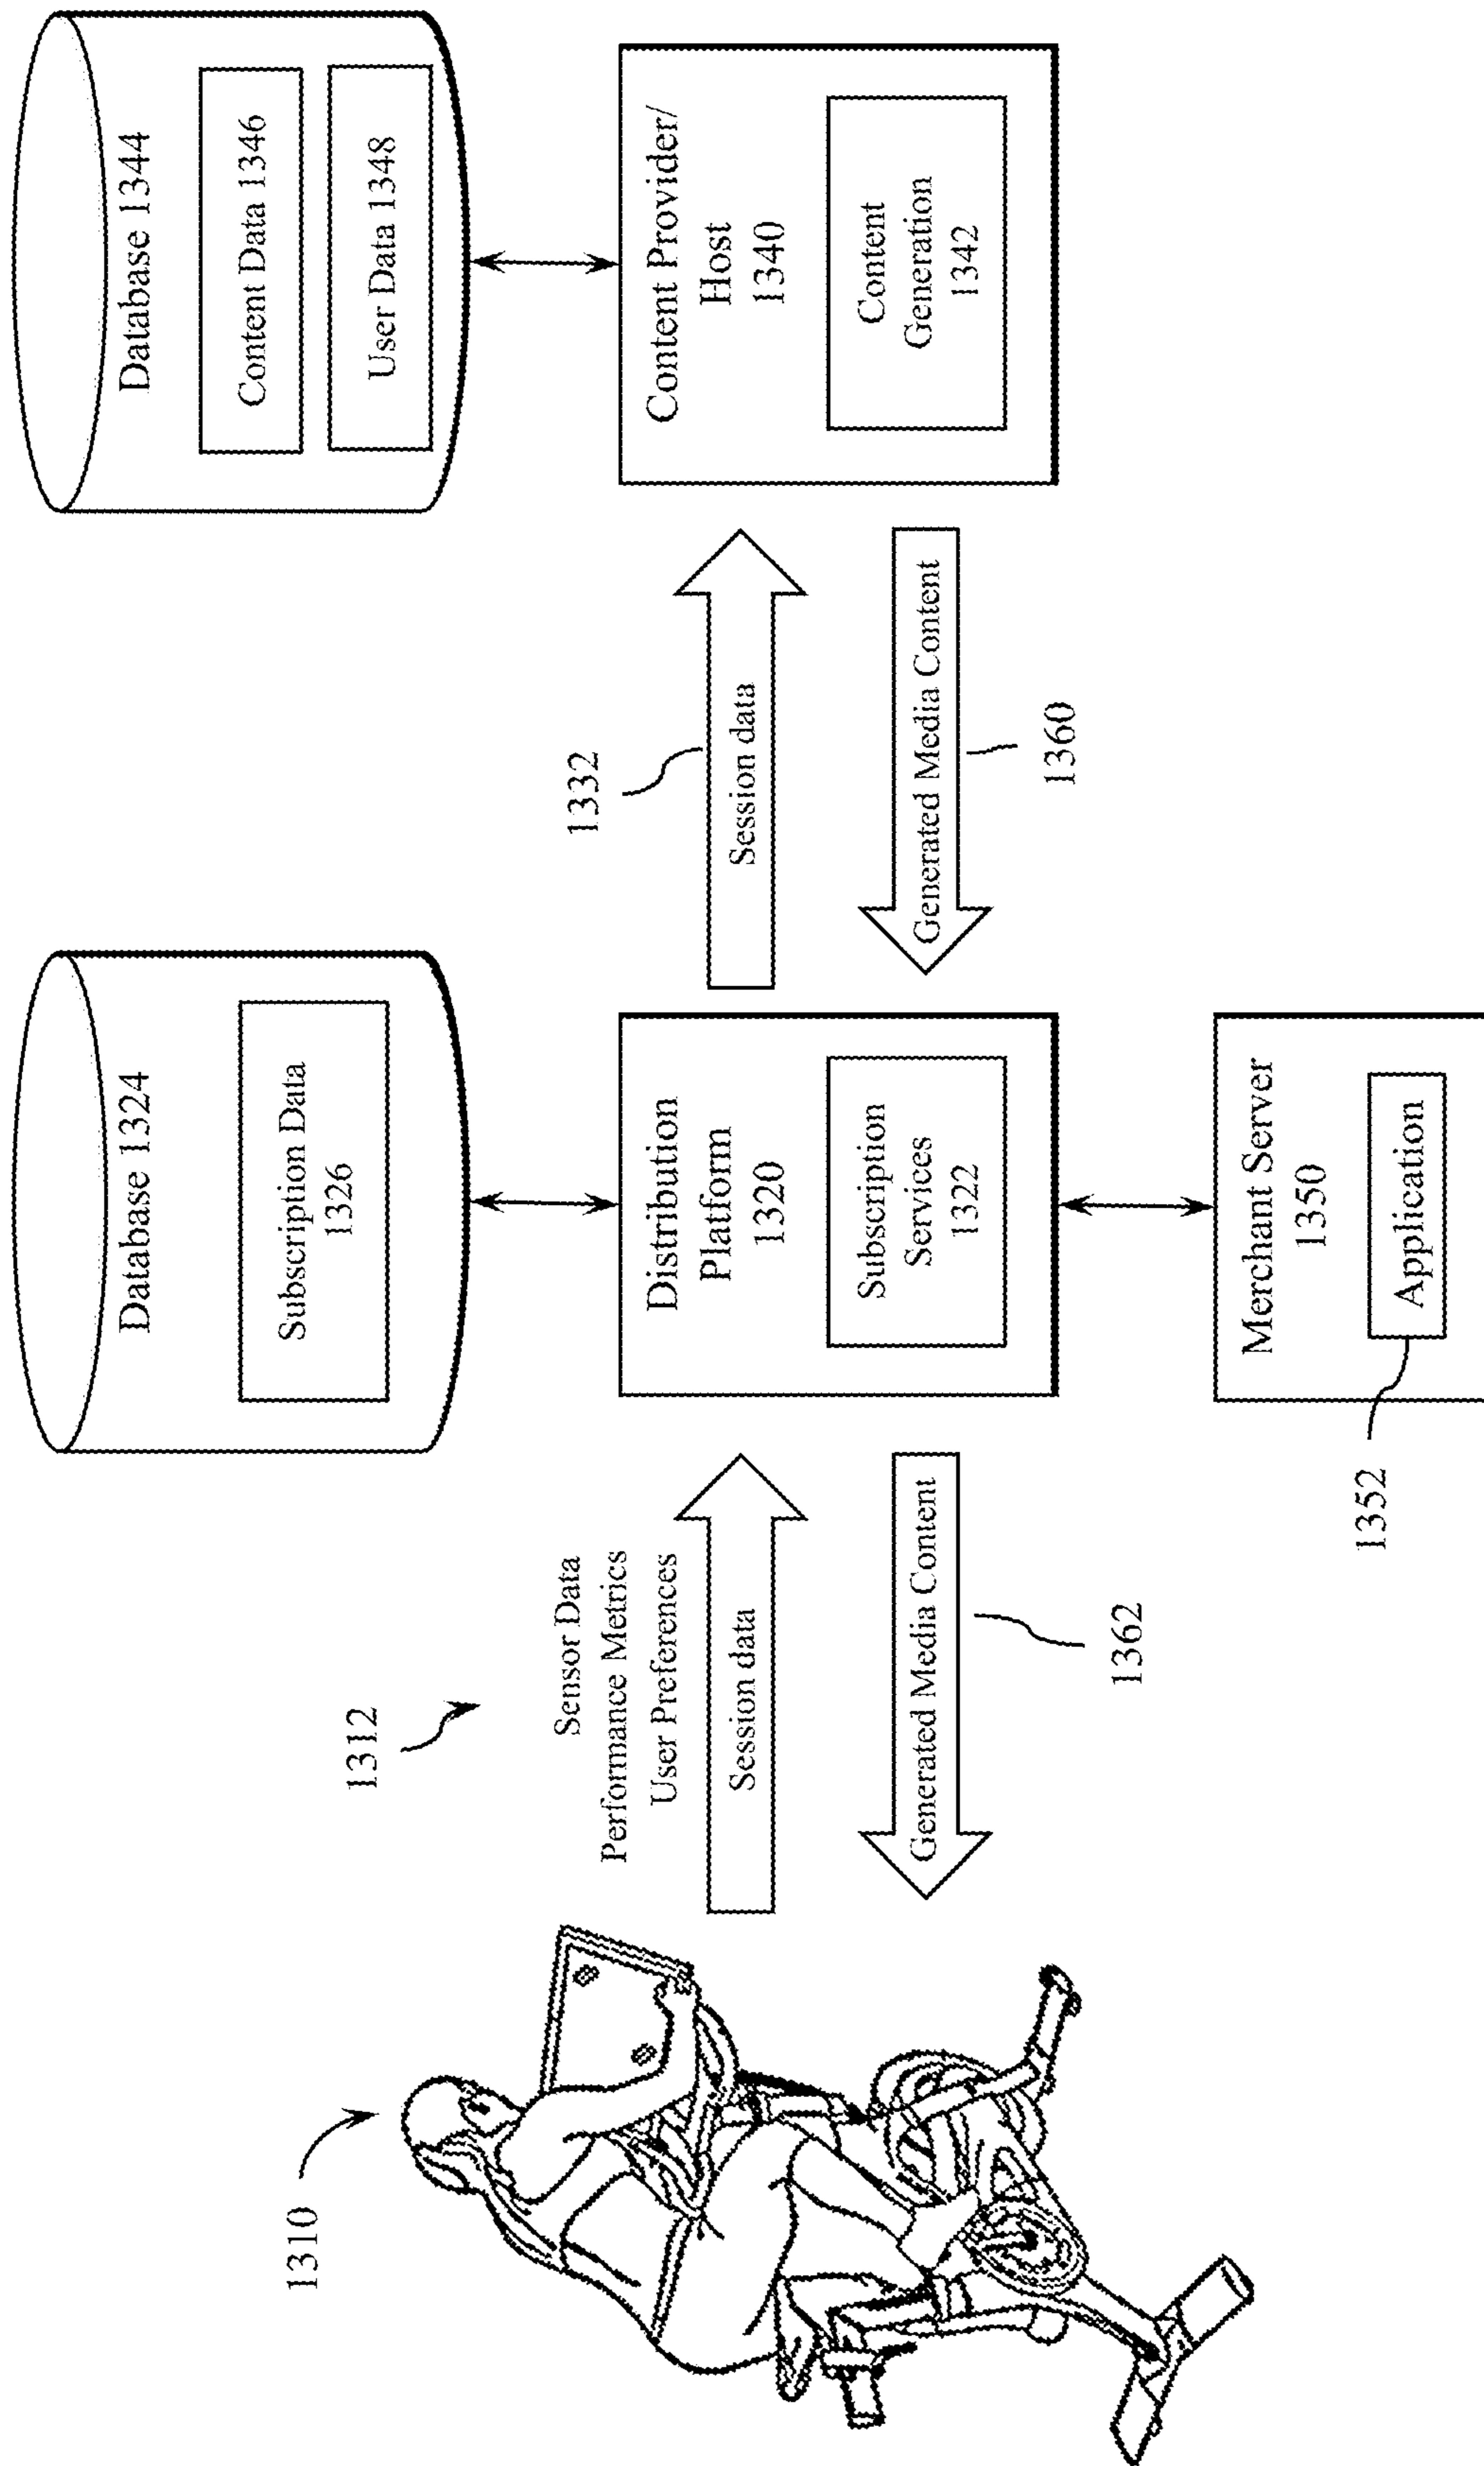 1310
1312
Sensor Data
Performance Metrics
User Preferences
Session data
Generated Media Content
1362
Database 1324
Subscription Data
1326
Distribution
Platform
1320
Subscription
Services
1322
Merchant Server
1350
Application
1352
1332
Session data
Generated Media Content
1360
Database 1344
Content Data 1346
User Data 1348
Content Provider/
Host
1340
Content
Generation
1342